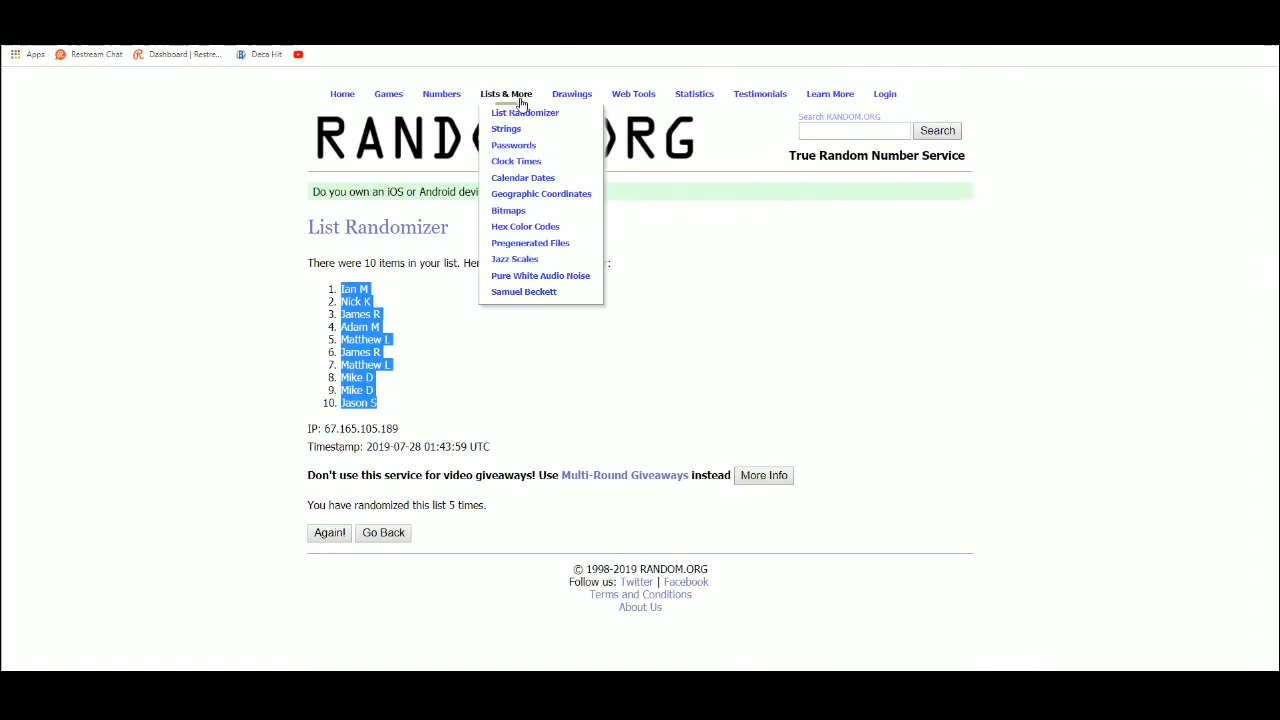 Apps Restream Chat Dashboard | Restre... Deca Hit
Home Games Numbers Lists & More Drawings Web Tools Statistics Testimonials Learn More Login
List Randomizer
Strings
Passwords
Clock Times
Calendar Dates
Geographic Coordinates
Bitmaps
Hex Color Codes
Pregenerated Files
Jazz Scales
Pure White Audio Noise
Samuel Beckett
Search RANDOM.ORG
Search
True Random Number Service
Do you own an iOS or Android devi
List Randomizer
There were 10 items in your list. Her :
1. Ian M
2. Nick K
3. James R
4. Adam M
5. Matthew L
6. James R
7. Matthew L
8. Mike D
9. Mike D
10. Jason S
IP: 67.165.105.189
Timestamp: 2019-07-28 01:43:59 UTC
Don't use this service for video giveaways! Use Multi-Round Giveaways instead More Info
You have randomized this list 5 times.
Again! Go Back
© 1998-2019 RANDOM.ORG
Follow us: Twitter | Facebook
Terms and Conditions
About Us